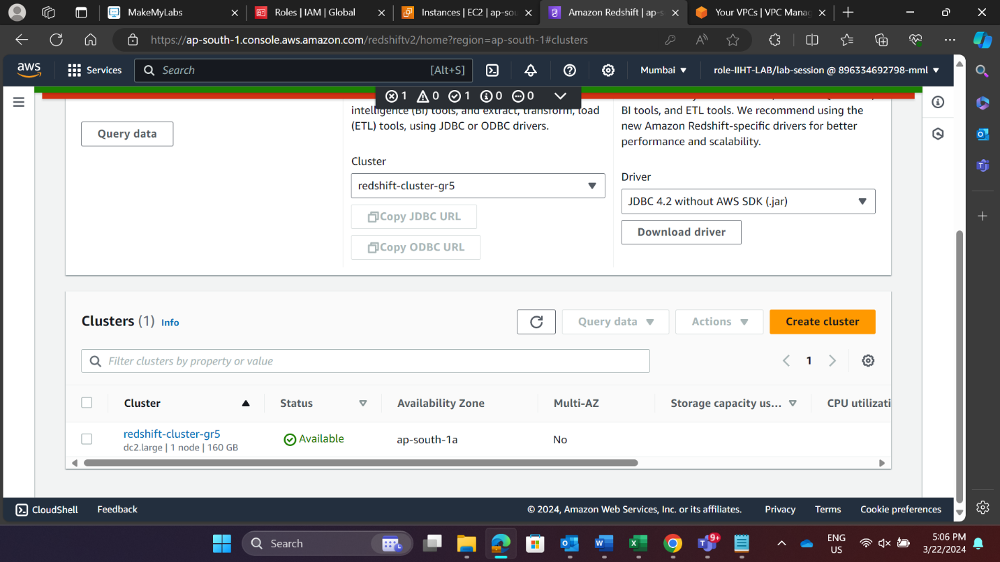 MakeMyLabs
Roles | IAM | Global
Instances | EC2 | ap-sou
Amazon Redshift | ap-s
Your VPCs | VPC Manag
https://ap-south-1.console.aws.amazon.com/redshiftv2/home?region=ap-south-1#clusters
aws
Services
Search
[Alt+S]
Mumbai
role-IIHT-LAB/lab-session @ 896334692798-mml
1
0
1
0
0
intelligence (BI) tools, and extract, transform, load
(ETL) tools, using JDBC or ODBC drivers.
BI tools, and ETL tools. We recommend using the
new Amazon Redshift-specific drivers for better
performance and scalability.
Query data
Cluster
redshift-cluster-gr5
Copy JDBC URL
Copy ODBC URL
Driver
JDBC 4.2 without AWS SDK (.jar)
Download driver
Clusters (1) Info
Query data
Actions
Create cluster
Filter clusters by property or value
1
Cluster
Status
Availability Zone
Multi-AZ
Storage capacity us...
CPU utilizati
redshift-cluster-gr5
dc2.large | 1 node | 160 GB
Available
ap-south-1a
No
CloudShell
Feedback
© 2024, Amazon Web Services, Inc. or its affiliates.
Privacy
Terms
Cookie preferences
Search
9+
ENG
US
5:06 PM
3/22/2024